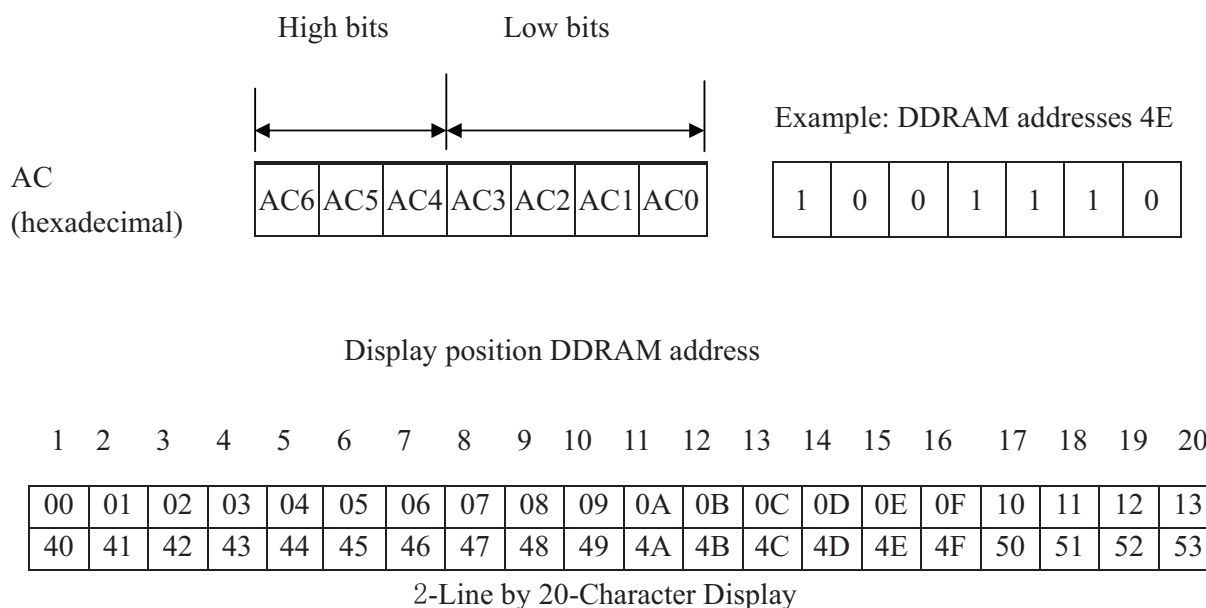 High bits Low bits
Example: DDRAM addresses 4E
AC
(hexadecimal)
AC6 AC5 AC4 AC3 AC2 AC1 AC0
1 0 0 1 1 1 0
Display position DDRAM address
1 2 3 4 5 6 7 8 9 10 11 12 13 14 15 16 17 18 19 20
00 01 02 03 04 05 06 07 08 09 0A 0B 0C 0D 0E 0F 10 11 12 13
40 41 42 43 44 45 46 47 48 49 4A 4B 4C 4D 4E 4F 50 51 52 53
2-Line by 20-Character Display